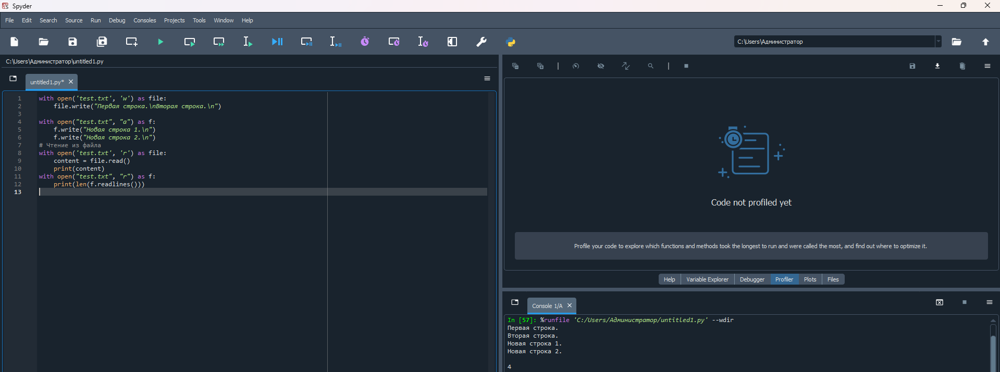 Spyder
File Edit Search Source Run Debug Consoles Projects Tools Window Help
C:\Users\Администратор
C:\Users\Администратор\untitled1.py
untitled1.py*
1 with open('test.txt', 'w') as file:
2     file.write("Первая строка.\nВторая строка.\n")
3
4 with open("test.txt", "a") as f:
5     f.write("Новая строка 1.\n")
6     f.write("Новая строка 2.\n")
7 # Чтение из файла
8 with open('test.txt', 'r') as file:
9     content = file.read()
10     print(content)
11 with open("test.txt", "r") as f:
12     print(len(f.readlines()))
13
Code not profiled yet
Profile your code to explore which functions and methods took the longest to run and were called the most, and find out where to optimize it.
Help Variable Explorer Debugger Profiler Plots Files
Console 1/A
In [57]: %runfile 'C:/Users/Администратор/untitled1.py' --wdir
Первая строка.
Вторая строка.
Новая строка 1.
Новая строка 2.
4